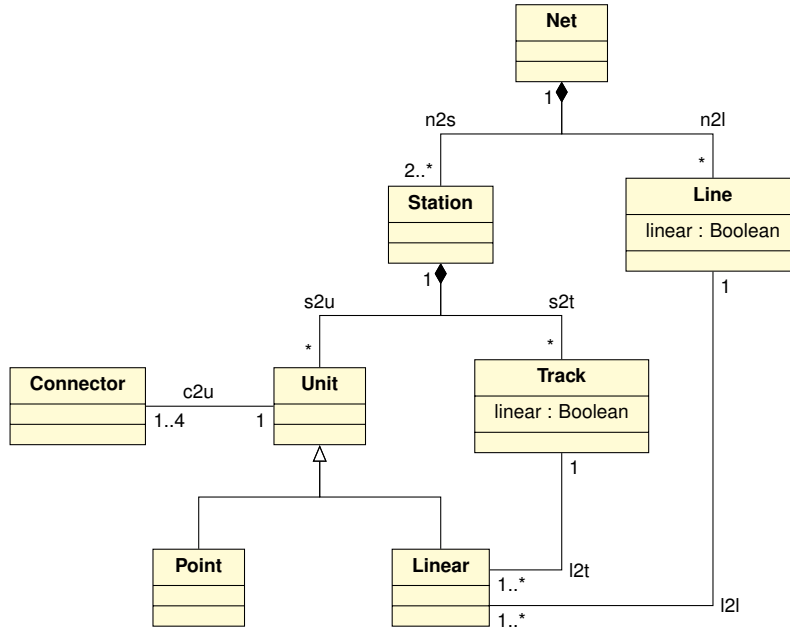 Net
1
n2s
n2l
2..*
*
Station
Line
linear : Boolean
1
1
s2u
s2t
*
*
Connector
Unit
Track
linear : Boolean
c2u
1..4
1
1
Point
Linear
1..*
l2t
1..*
l2l